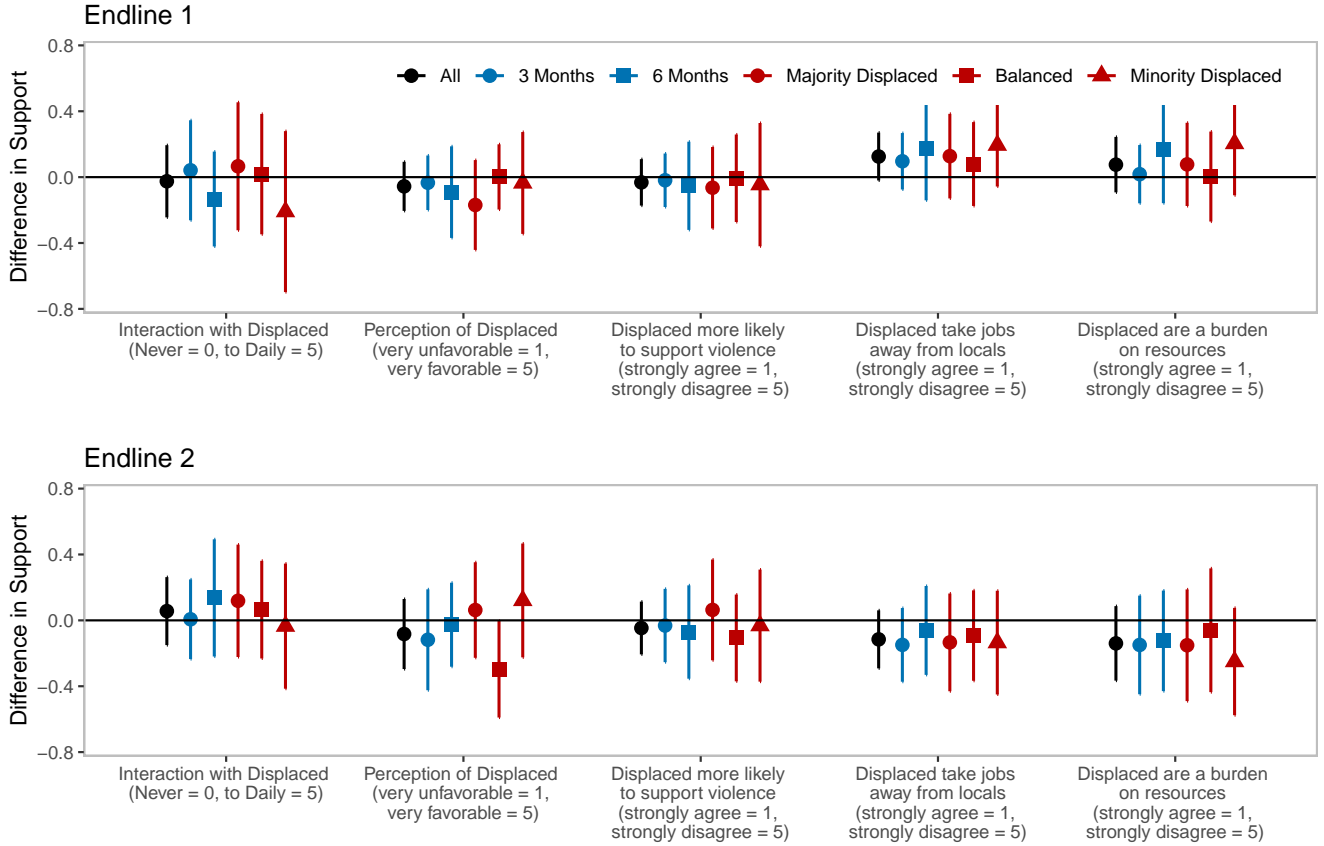 Endline 1
Difference in Support
0.8
0.4
0.0
−0.4
−0.8
All 3 Months 6 Months Majority Displaced Balanced Minority Displaced
Interaction with Displaced
(Never = 0, to Daily = 5)
Perception of Displaced
(very unfavorable = 1,
very favorable = 5)
Displaced more likely
to support violence
(strongly agree = 1,
strongly disagree = 5)
Displaced take jobs
away from locals
(strongly agree = 1,
strongly disagree = 5)
Displaced are a burden
on resources
(strongly agree = 1,
strongly disagree = 5)
Endline 2
Difference in Support
0.8
0.4
0.0
−0.4
−0.8
Interaction with Displaced
(Never = 0, to Daily = 5)
Perception of Displaced
(very unfavorable = 1,
very favorable = 5)
Displaced more likely
to support violence
(strongly agree = 1,
strongly disagree = 5)
Displaced take jobs
away from locals
(strongly agree = 1,
strongly disagree = 5)
Displaced are a burden
on resources
(strongly agree = 1,
strongly disagree = 5)